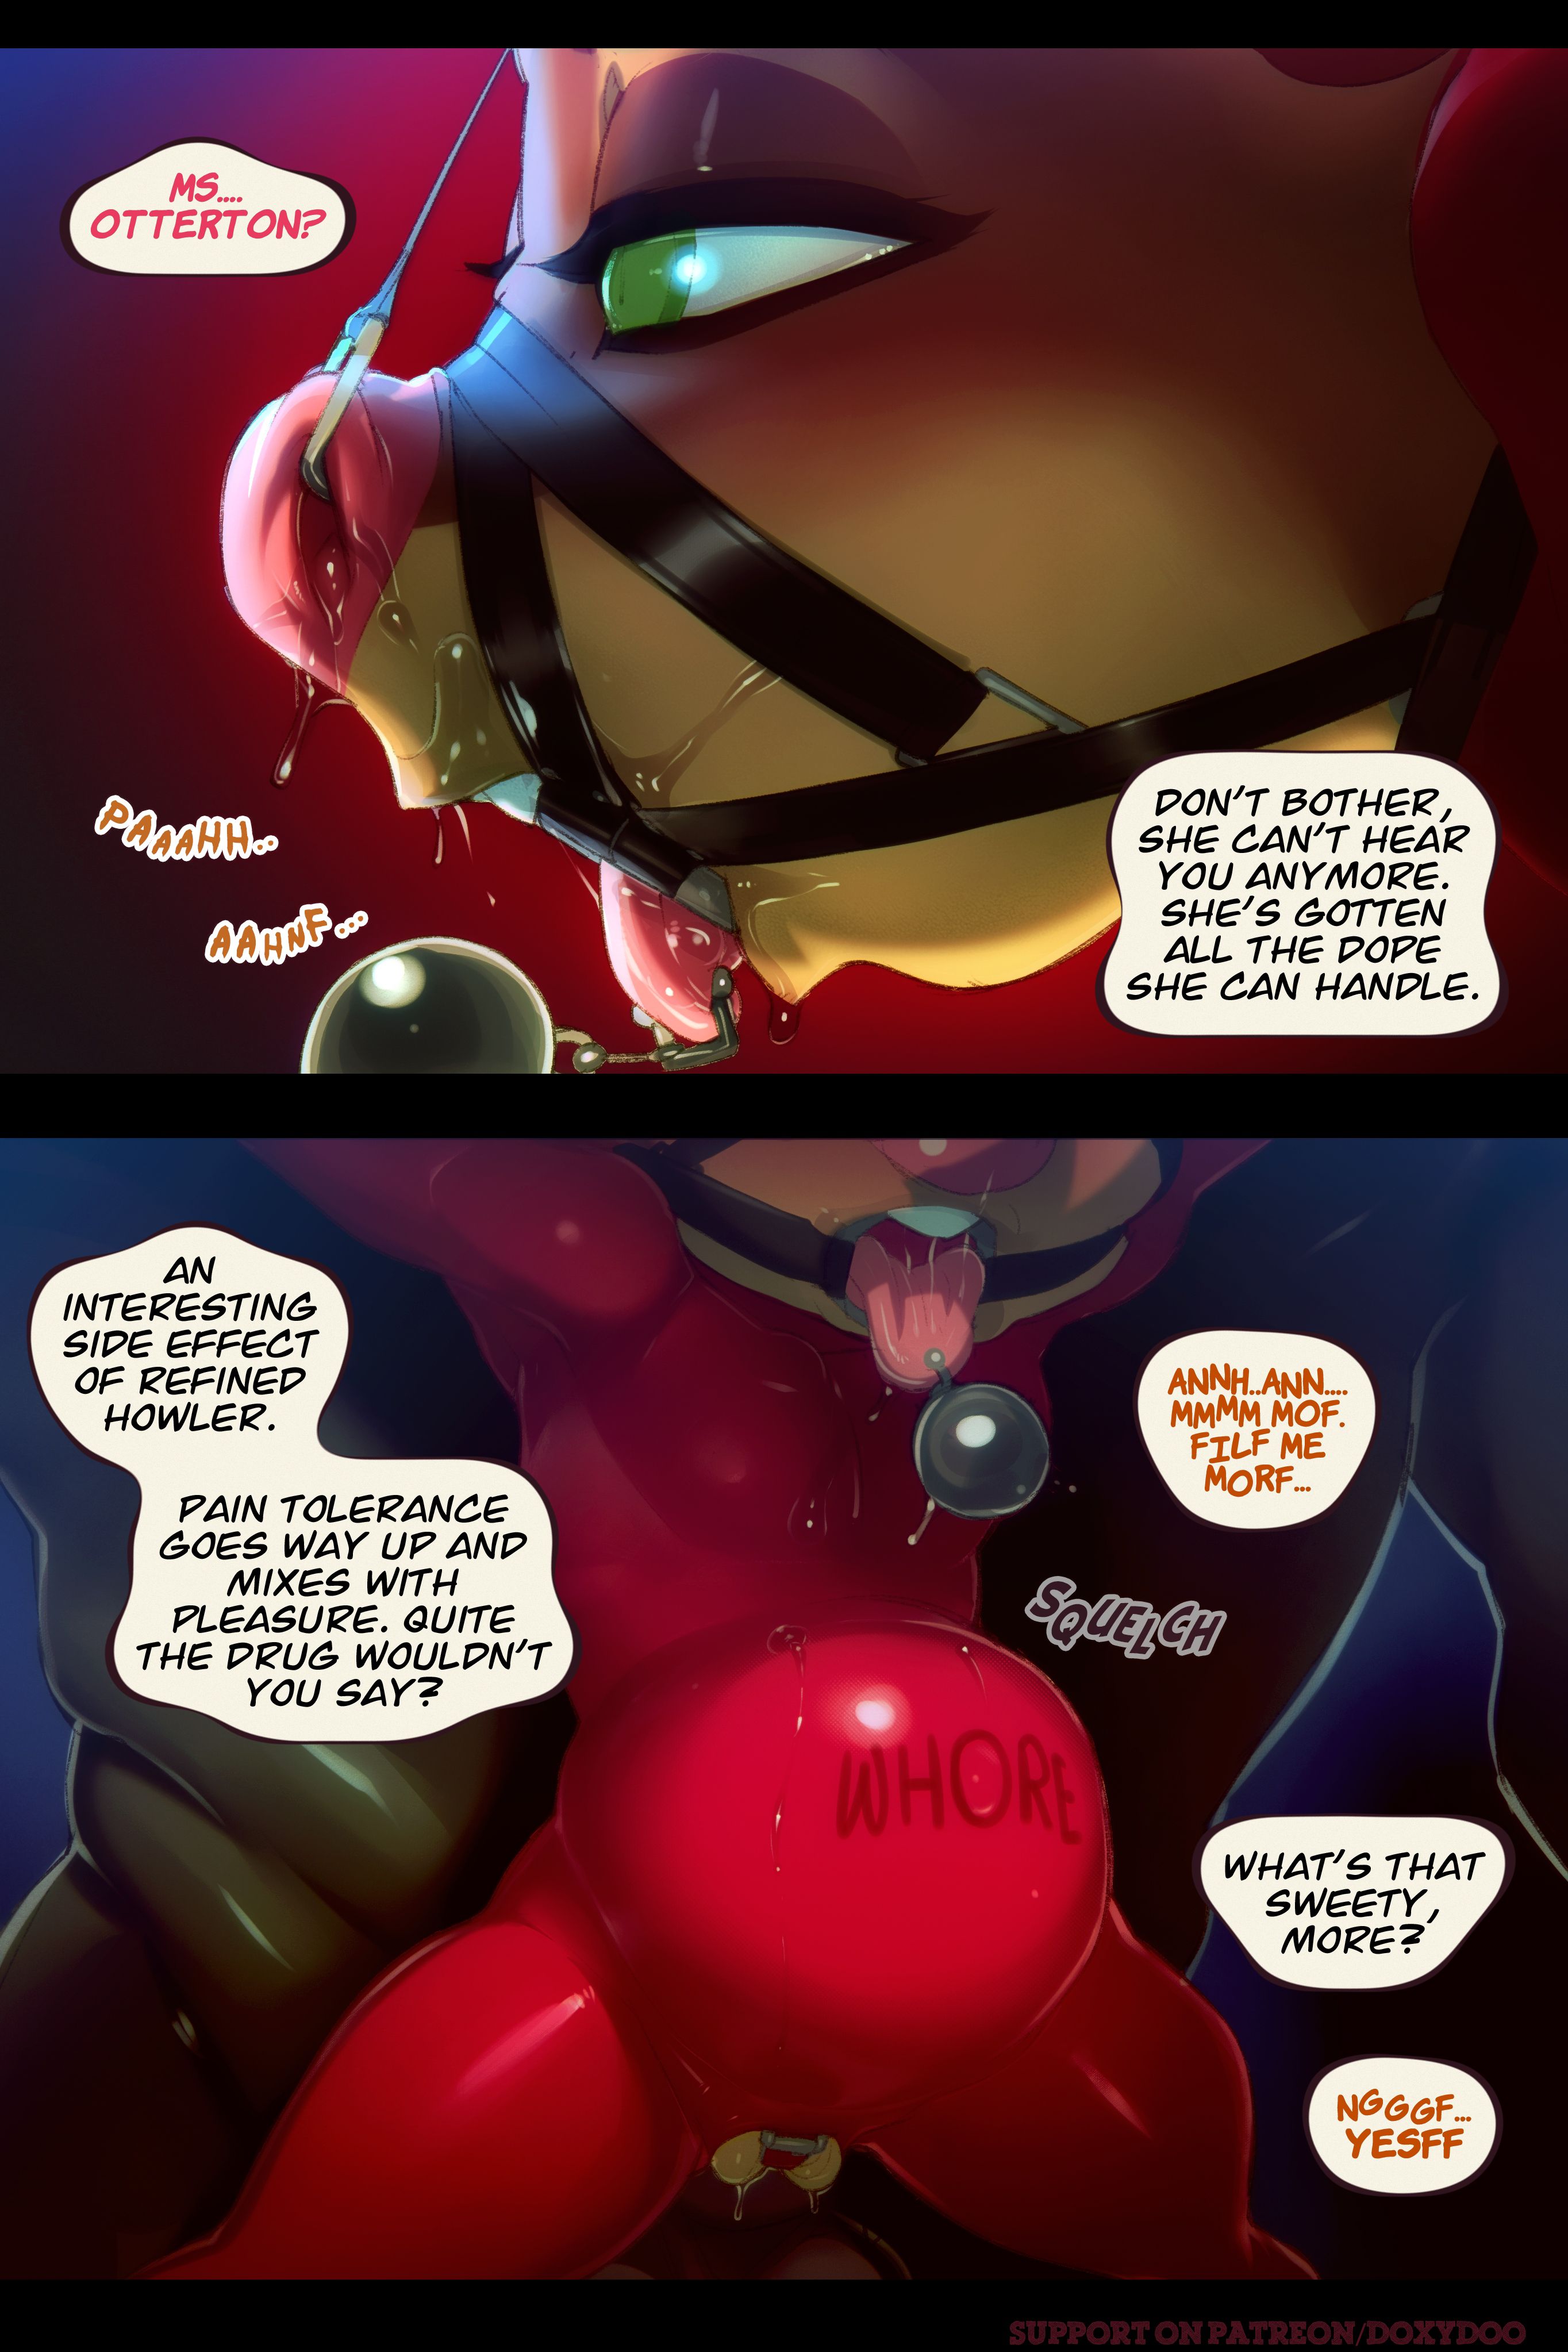 MS....
OTTERTON?
PAAAHH..
AAHNF...
DON'T BOTHER,
SHE CAN'T HEAR
YOU ANYMORE.
SHE'S GOTTEN
ALL THE DOPE
SHE CAN HANDLE.
AN
INTERESTING
SIDE EFFECT
OF REFINED
HOWLER.
PAIN TOLERANCE
GOES WAY UP AND
MIXES WITH
PLEASURE. QUITE
THE DRUG WOULDN'T
YOU SAY?
ANNH..ANN....
MMMM MOF.
FILF ME
MORF...
SQUELCH
WHORE
WHAT'S THAT
SWEETY,
MORE?
NGGGF...
YESFF
SUPPORT ON PATREON/DOXYDOO